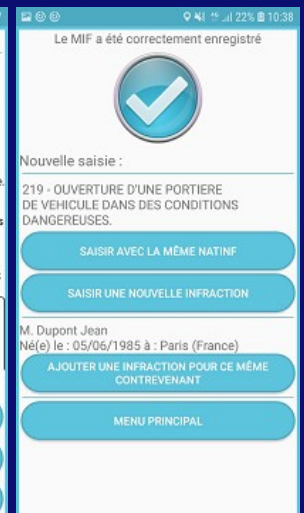 22% 10:38
Le MIF a été correctement enregistré
Nouvelle saisie :
219 - OUVERTURE D'UNE PORTIERE
DE VEHICULE DANS DES CONDITIONS
DANGEREUSES.
SAISIR AVEC LA MÊME NATINF
SAISIR UNE NOUVELLE INFRACTION
M. Dupont Jean
Né(e) le : 05/06/1985 à : Paris (France)
AJOUTER UNE INFRACTION POUR CE MÊME
CONTREVENANT
MENU PRINCIPAL